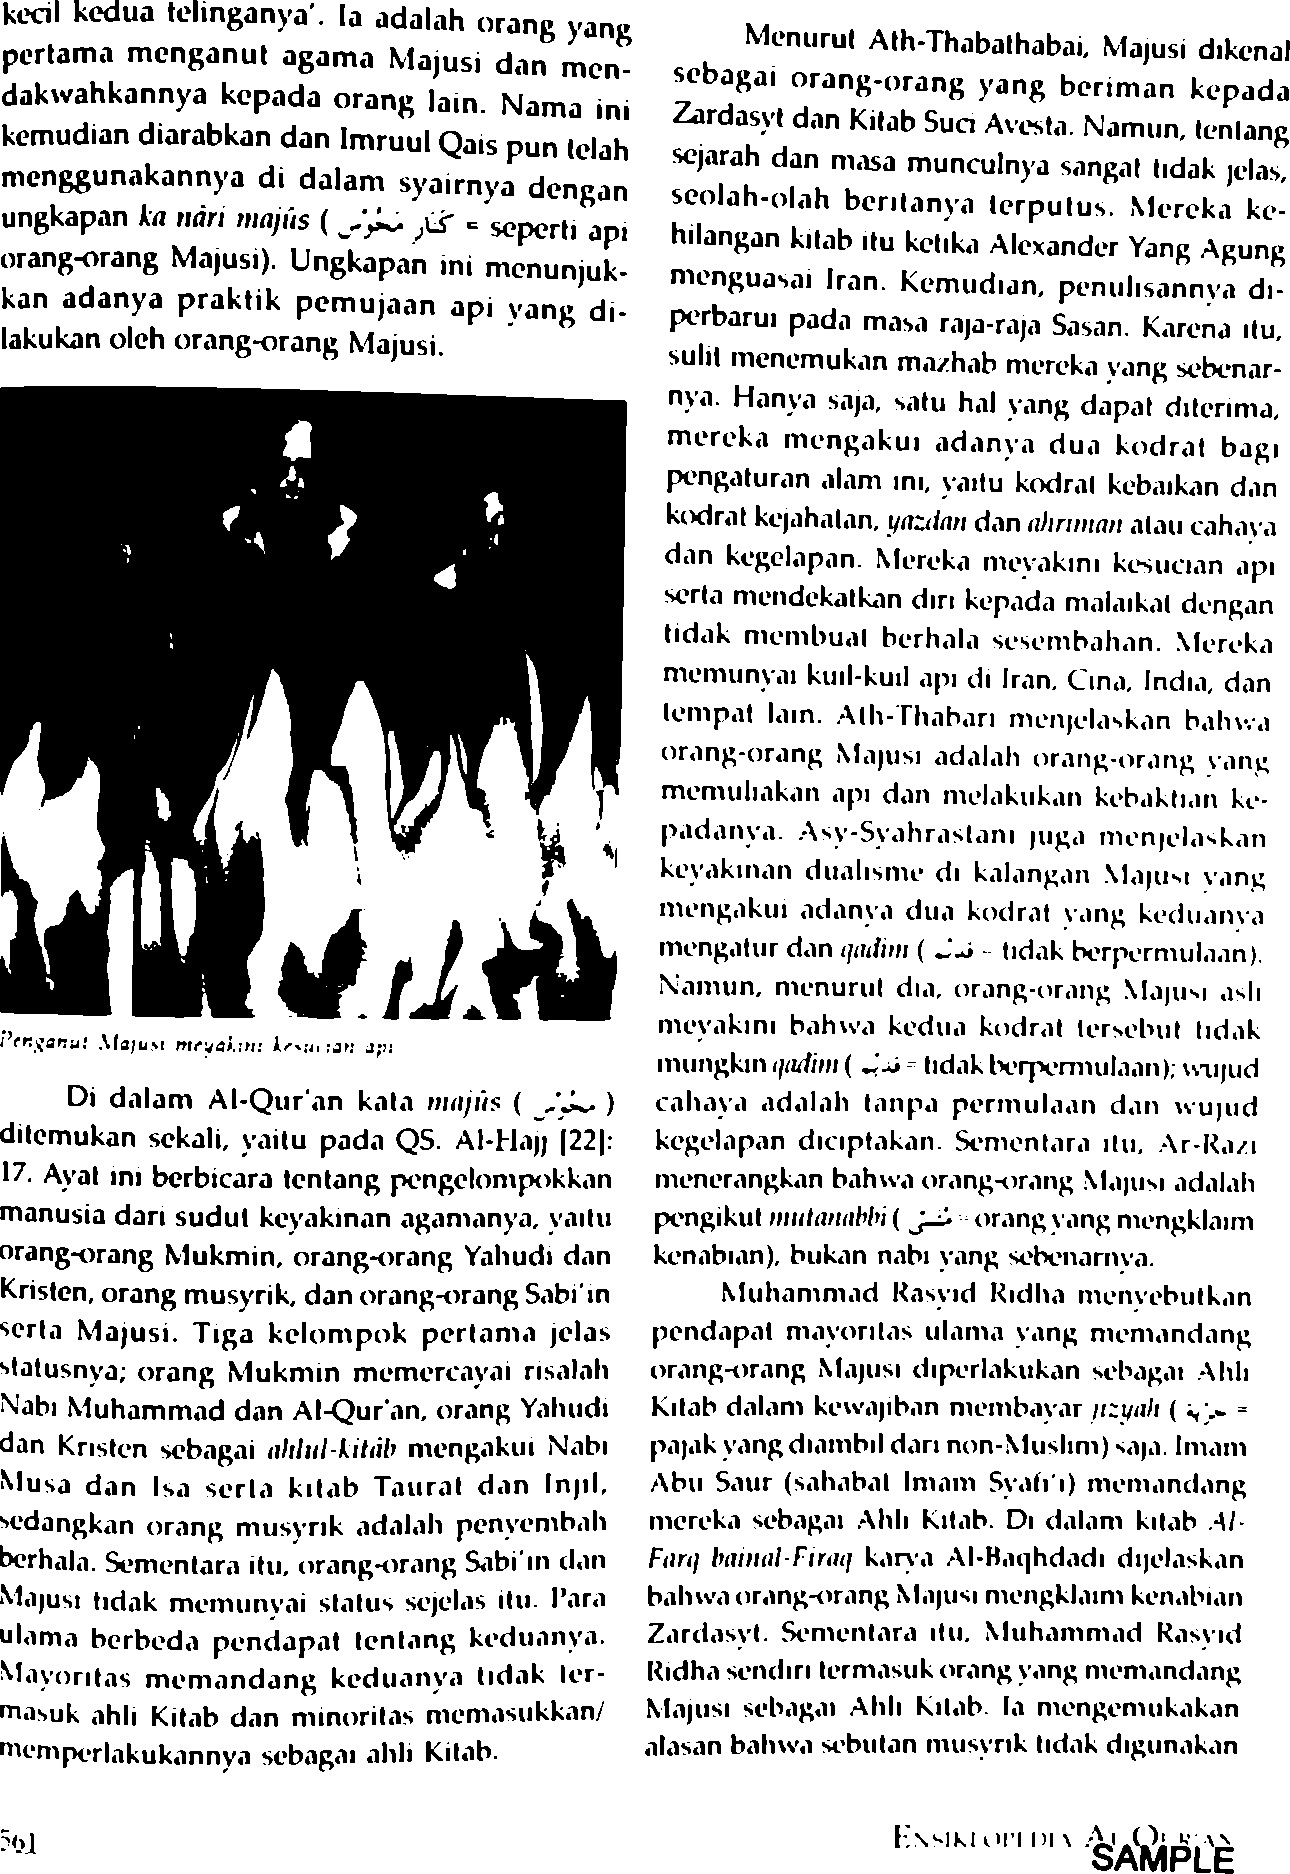 kecil kedua telinganya'. Ia adalah orang yang
pertama menganut agama Majusi dan men-
dakwahkannya kepada orang lain. Nama ini
kemudian diarabkan dan Imruul Qais pun telah
menggunakannya di dalam syairnya dengan
ungkapan ka nâri majûs ( كَنَارِ مَجُوْسَ = seperti api
orang-orang Majusi). Ungkapan ini menunjuk-
kan adanya praktik pemujaan api yang di-
lakukan oleh orang-orang Majusi.
Penganut Majusi meyakini kesucian api
Di dalam Al-Qur'an kata majûs ( مَجُوْس )
ditemukan sekali, yaitu pada QS. Al-Hajj [22]:
17. Ayat ini berbicara tentang pengelompokkan
manusia dari sudut keyakinan agamanya, yaitu
orang-orang Mukmin, orang-orang Yahudi dan
Kristen, orang musyrik, dan orang-orang Sabi'in
serta Majusi. Tiga kelompok pertama jelas
statusnya; orang Mukmin memercayai risalah
Nabi Muhammad dan Al-Qur'an, orang Yahudi
dan Kristen sebagai ahlul-kitâb mengakui Nabi
Musa dan Isa serta kitab Taurat dan Injil,
sedangkan orang musyrik adalah penyembah
berhala. Sementara itu, orang-orang Sabi'in dan
Majusi tidak memunyai status sejelas itu. Para
ulama berbeda pendapat tentang keduanya.
Mayoritas memandang keduanya tidak ter-
masuk ahli Kitab dan minoritas memasukkan/
memperlakukannya sebagai ahli Kitab.
Menurut Ath-Thabathabai, Majusi dikenal
sebagai orang-orang yang beriman kepada
Zardasyt dan Kitab Suci Avesta. Namun, tentang
sejarah dan masa munculnya sangat tidak jelas,
seolah-olah beritanya terputus. Mereka ke-
hilangan kitab itu ketika Alexander Yang Agung
menguasai Iran. Kemudian, penulisannya di-
perbarui pada masa raja-raja Sasan. Karena itu,
sulit menemukan mazhab mereka yang sebenar-
nya. Hanya saja, satu hal yang dapat diterima,
mereka mengakui adanya dua kodrat bagi
pengaturan alam ini, yaitu kodrat kebaikan dan
kodrat kejahatan, yazdan dan ahriman atau cahaya
dan kegelapan. Mereka meyakini kesucian api
serta mendekatkan diri kepada malaikat dengan
tidak membuat berhala sesembahan. Mereka
memunyai kuil-kuil api di Iran, Cina, India, dan
tempat lain. Ath-Thabari menjelaskan bahwa
orang-orang Majusi adalah orang-orang yang
memuliakan api dan melakukan kebaktian ke-
padanya. Asy-Syahrastani juga menjelaskan
keyakinan dualisme di kalangan Majusi yang
mengakui adanya dua kodrat yang keduanya
mengatur dan qadîm ( قَدِيْم = tidak berpermulaan).
Namun, menurut dia, orang-orang Majusi asli
meyakini bahwa kedua kodrat tersebut tidak
mungkin qadîm ( قَدِيْم = tidak berpermulaan); wujud
cahaya adalah tanpa permulaan dan wujud
kegelapan diciptakan. Sementara itu, Ar-Razi
menerangkan bahwa orang-orang Majusi adalah
pengikut mutanabbi ( مُتَنَبِّئ = orang yang mengklaim
kenabian), bukan nabi yang sebenarnya.
Muhammad Rasyid Ridha menyebutkan
pendapat mayoritas ulama yang memandang
orang-orang Majusi diperlakukan sebagai Ahli
Kitab dalam kewajiban membayar jizyah ( جِزْيَة =
pajak yang diambil dari non-Muslim) saja. Imam
Abu Saur (sahabat Imam Syafi'i) memandang
mereka sebagai Ahli Kitab. Di dalam kitab Al-
Farq bainal-Firaq karya Al-Baqhdadi dijelaskan
bahwa orang-orang Majusi mengklaim kenabian
Zardasyt. Sementara itu, Muhammad Rasyid
Ridha sendiri termasuk orang yang memandang
Majusi sebagai Ahli Kitab. Ia mengemukakan
alasan bahwa sebutan musyrik tidak digunakan
561
ENSIKLOPEDIA AL-QUR'AN
SAMPLE